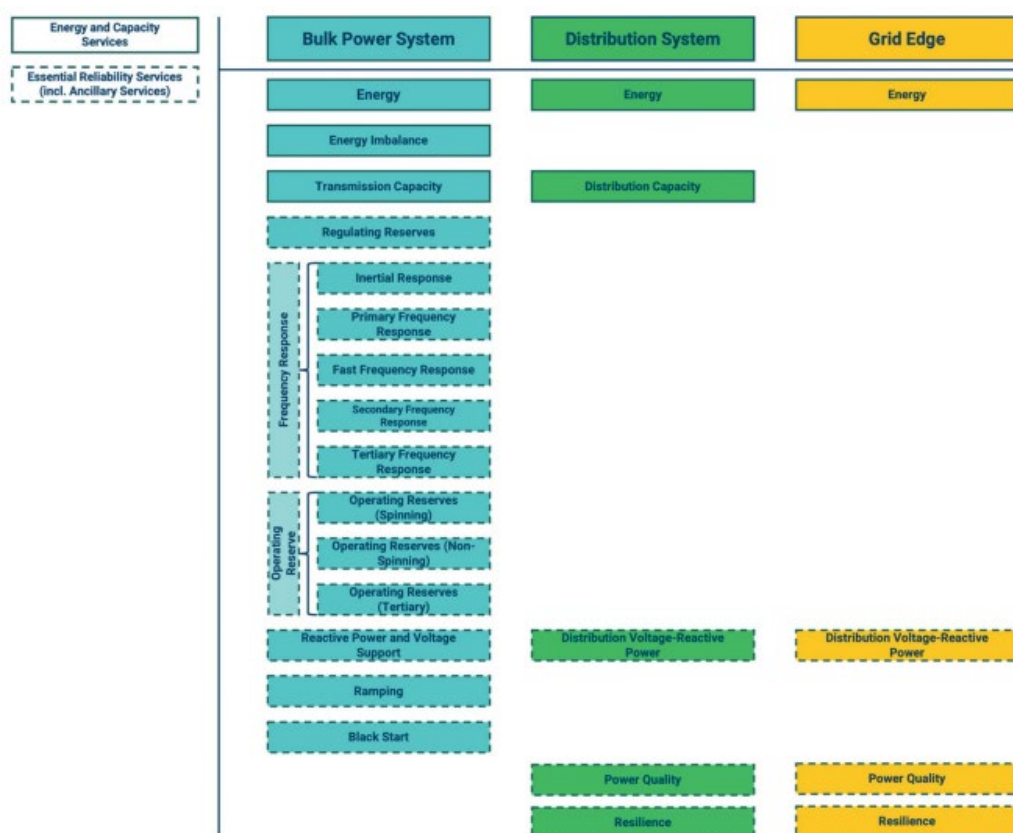 Energy and Capacity
Services
Essential Reliability Services
(incl. Ancillary Services)
Bulk Power System
Distribution System
Grid Edge
Energy
Energy
Energy
Energy Imbalance
Transmission Capacity
Distribution Capacity
Regulating Reserves
Frequency Response
Inertial Response
Primary Frequency
Response
Fast Frequency Response
Secondary Frequency
Response
Tertiary Frequency
Response
Operating
Reserve
Operating Reserves
(Spinning)
Operating Reserves (Non-
Spinning)
Operating Reserves
(Tertiary)
Reactive Power and Voltage
Support
Distribution Voltage-Reactive
Power
Distribution Voltage-Reactive
Power
Ramping
Black Start
Power Quality
Power Quality
Resilience
Resilience